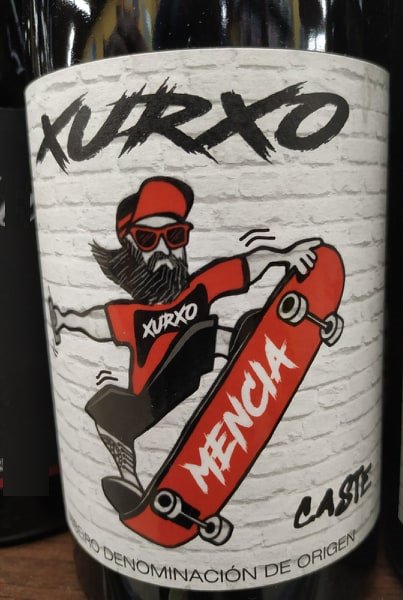 XURXO
XURXO
MENCIA
CASTE
DENOMINACIÓN DE ORIGEN